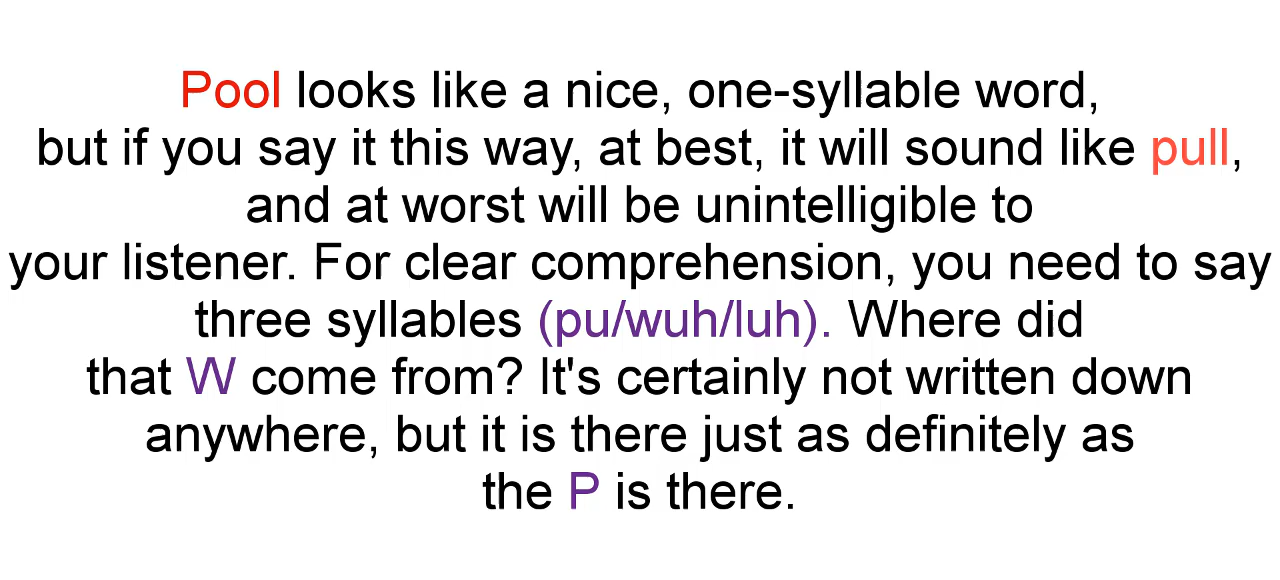 Pool looks like a nice, one-syllable word,
but if you say it this way, at best, it will sound like pull,
and at worst will be unintelligible to
your listener. For clear comprehension, you need to say
three syllables (pu/wuh/luh). Where did
that W come from? It's certainly not written down
anywhere, but it is there just as definitely as
the P is there.